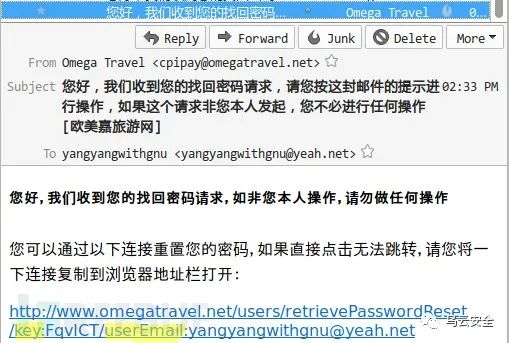 您好，我们收到您的找回密码... Omega Travel 0...
Reply Forward Junk Delete More
From Omega Travel <cpipay@omegatravel.net>
Subject 您好，我们收到您的找回密码请求，请您按这封邮件的提示进 02:33 PM
行操作，如果这个请求非您本人发起，您不必进行任何操作
[欧美嘉旅游网]
To yangyangwithgnu <yangyangwithgnu@yeah.net>
您好,我们收到您的找回密码请求,如非您本人操作,请勿做任何操作
您可以通过以下连接重置您的密码,如果直接点击无法跳转,请您将一
下连接复制到浏览器地址栏打开:
http://www.omegatravel.net/users/retrievePasswordReset
/key:FqvICT/userEmail:yangyangwithgnu@yeah.net
乌云安全